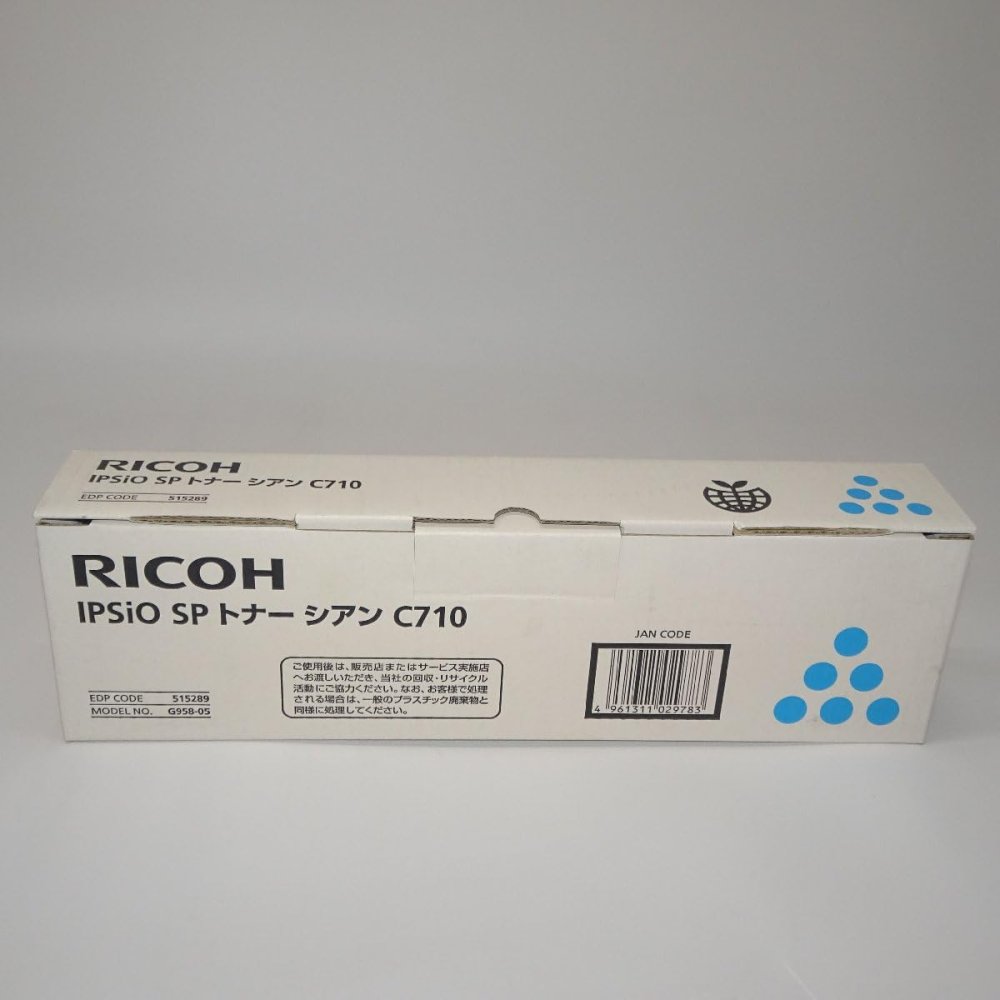 RICOH
IPSiO SP トナー シアン C710
EDP CODE 515289
RICOH
IPSiO SP トナー シアン C710
EDP CODE 515289
MODEL NO. G958-05
ご使用後は、販売店またはサービス実施店
へお渡しいただき、当社の回収・リサイクル
活動にご協力ください。なお、お客様で処理
される場合は、一般のプラスチック廃棄物と
同様に処理してください。
JAN CODE
4 961311 029783